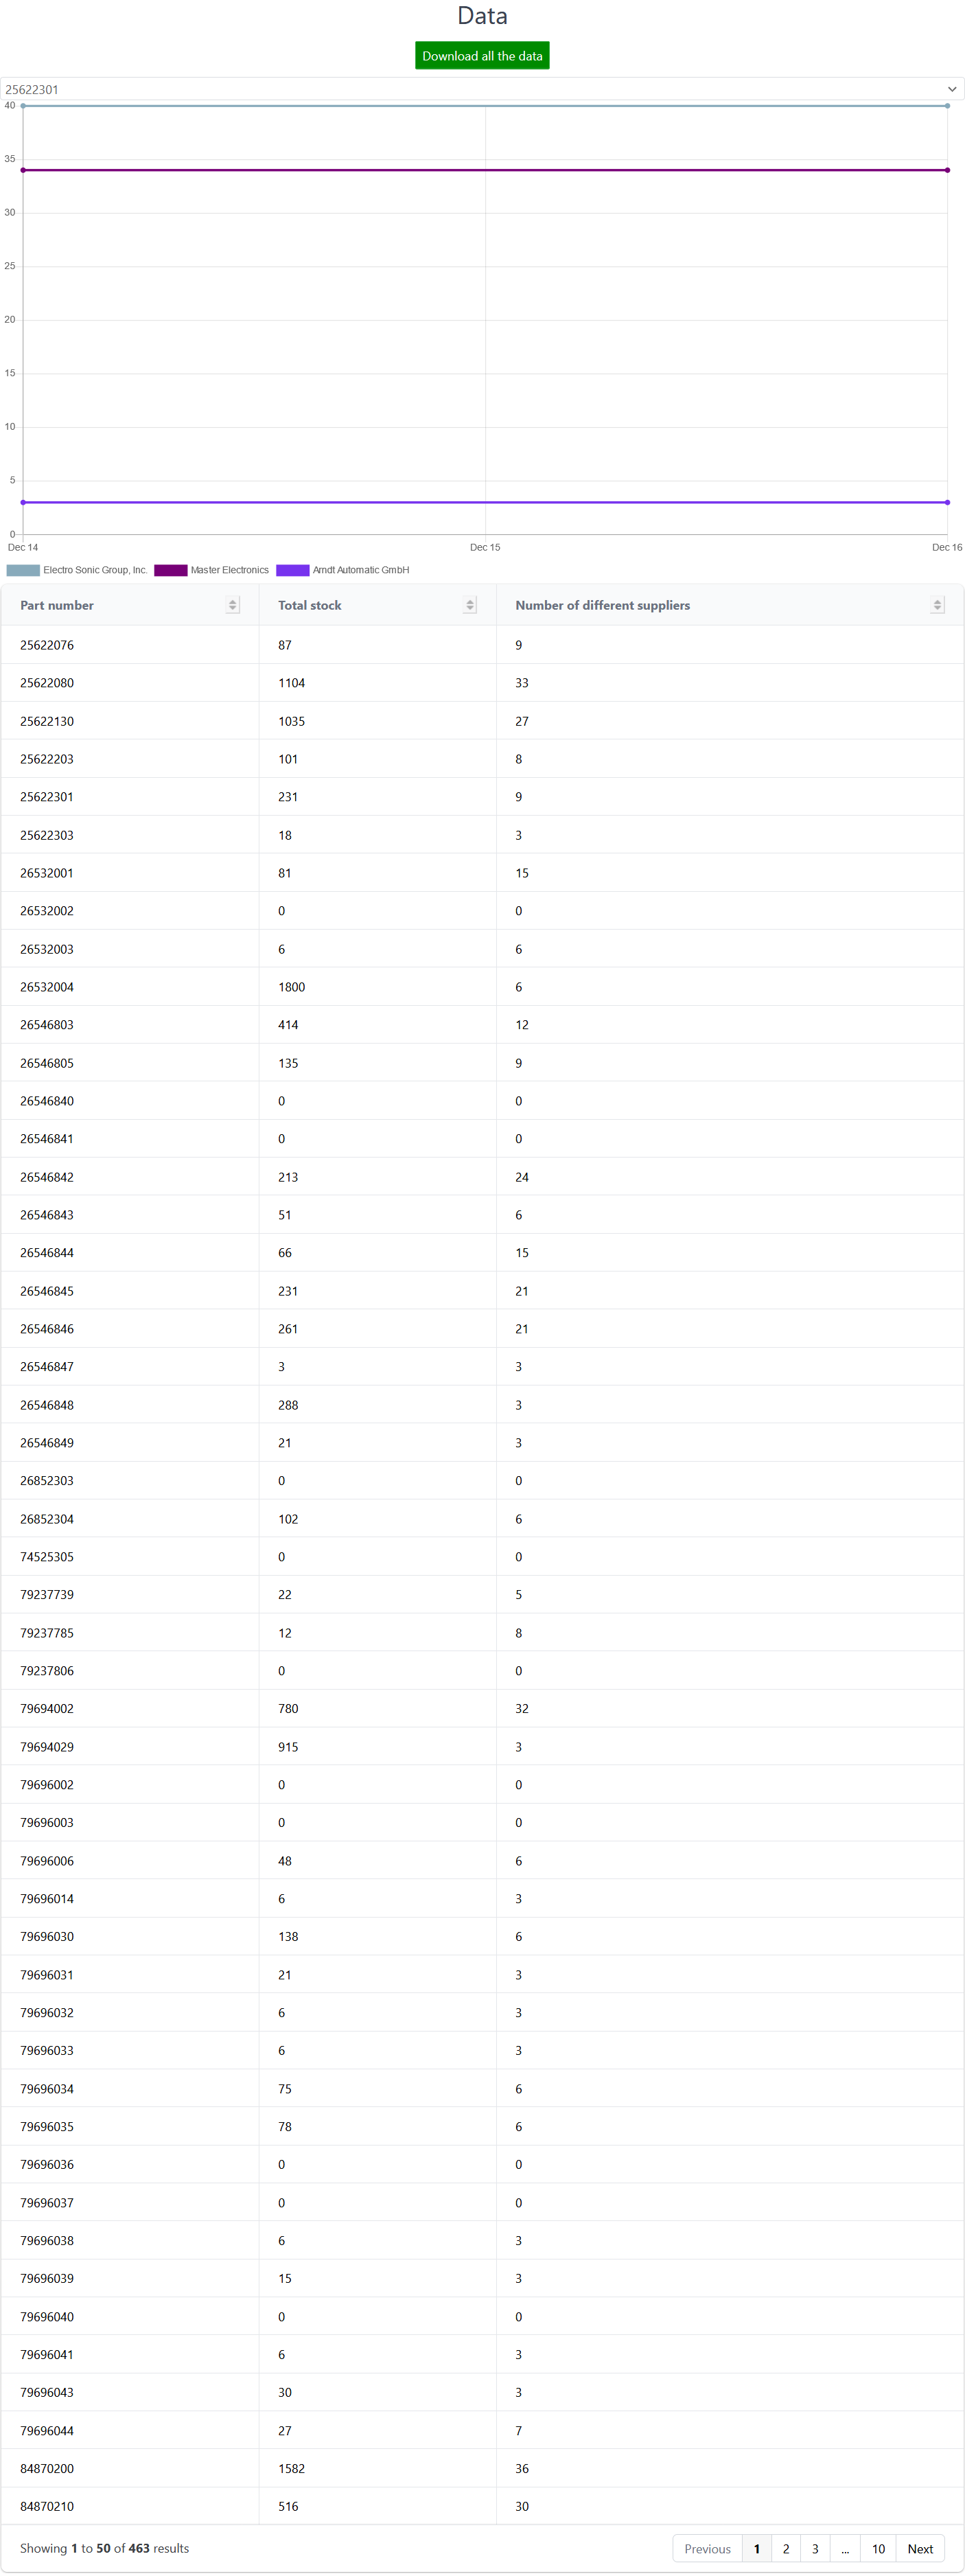 Data
Download all the data
25622301
40
35
30
25
20
15
10
5
0
Dec 14 Dec 15 Dec 16
Electro Sonic Group, Inc. Master Electronics Arndt Automatic GmbH
Part number Total stock Number of different suppliers
25622076 87 9
25622080 1104 33
25622130 1035 27
25622203 101 8
25622301 231 9
25622303 18 3
26532001 81 15
26532002 0 0
26532003 6 6
26532004 1800 6
26546803 414 12
26546805 135 9
26546840 0 0
26546841 0 0
26546842 213 24
26546843 51 6
26546844 66 15
26546845 231 21
26546846 261 21
26546847 3 3
26546848 288 3
26546849 21 3
26852303 0 0
26852304 102 6
74525305 0 0
79237739 22 5
79237785 12 8
79237806 0 0
79694002 780 32
79694029 915 3
79696002 0 0
79696003 0 0
79696006 48 6
79696014 6 3
79696030 138 6
79696031 21 3
79696032 6 3
79696033 6 3
79696034 75 6
79696035 78 6
79696036 0 0
79696037 0 0
79696038 6 3
79696039 15 3
79696040 0 0
79696041 6 3
79696043 30 3
79696044 27 7
84870200 1582 36
84870210 516 30
Showing 1 to 50 of 463 results Previous 1 2 3 ... 10 Next